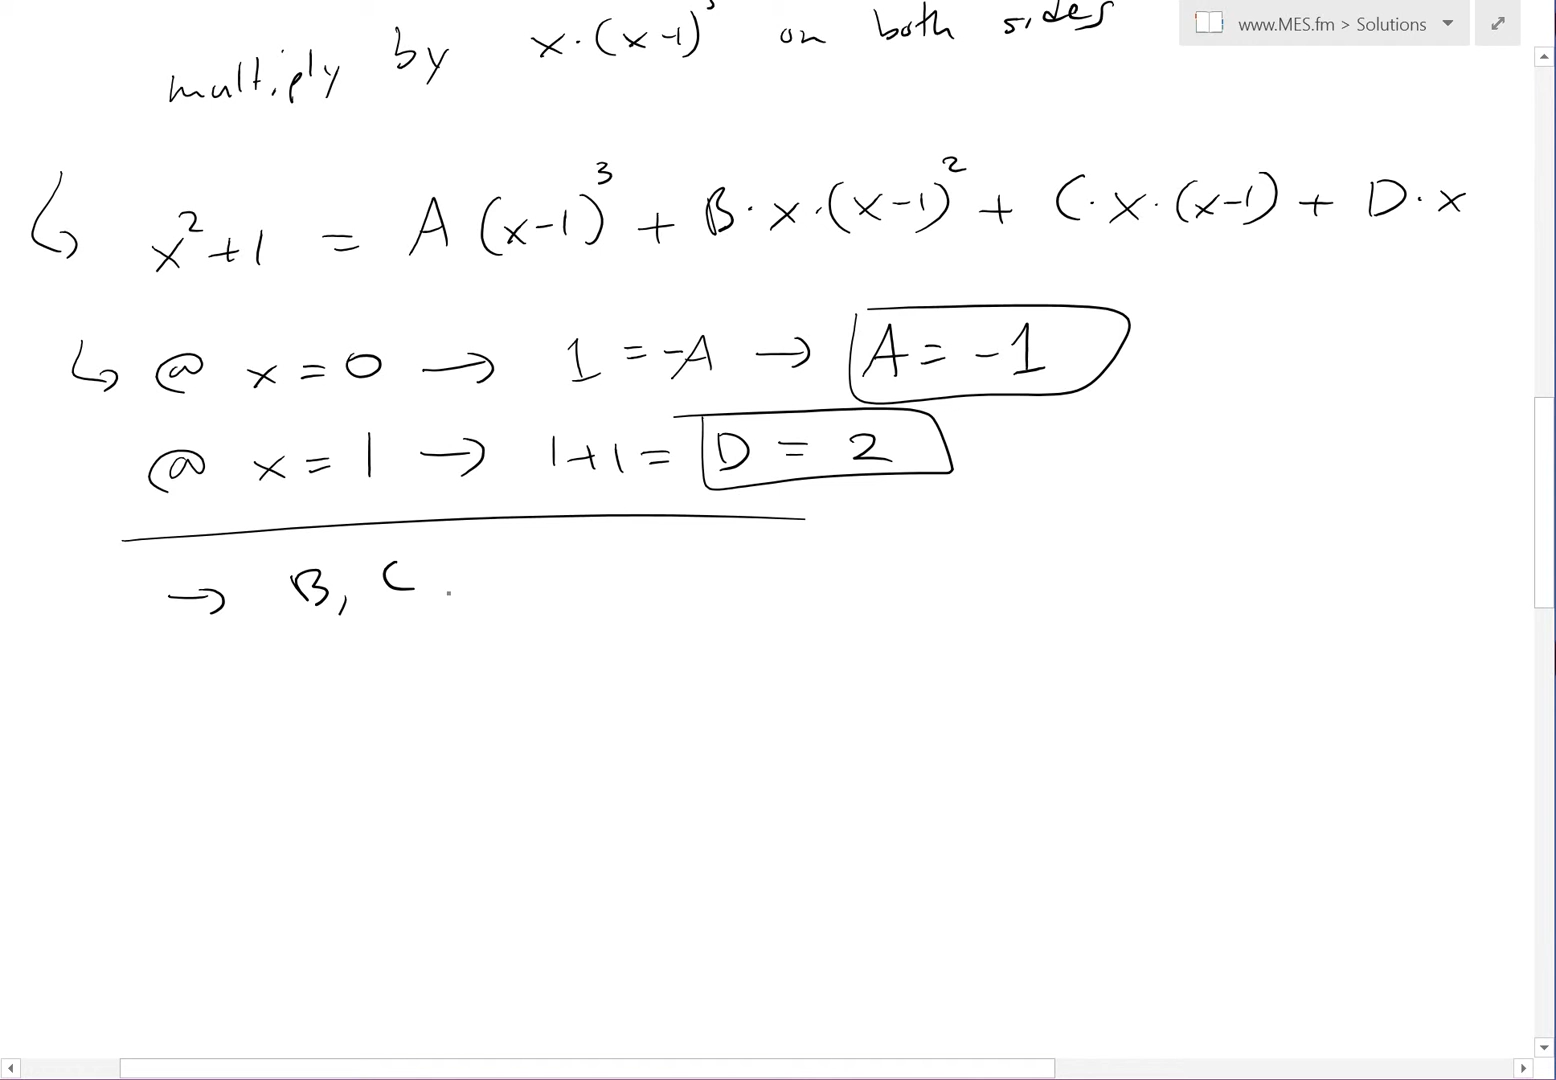 multiply by x·(x-1)³ on both sides
www.MES.fm > Solutions
↳ x²+1 = A(x-1)³ + B·x·(x-1)² + C·x·(x-1) + D·x
↳ @ x=0 → 1 = -A → A = -1
@ x=1 → 1+1 = D = 2
→ B, C